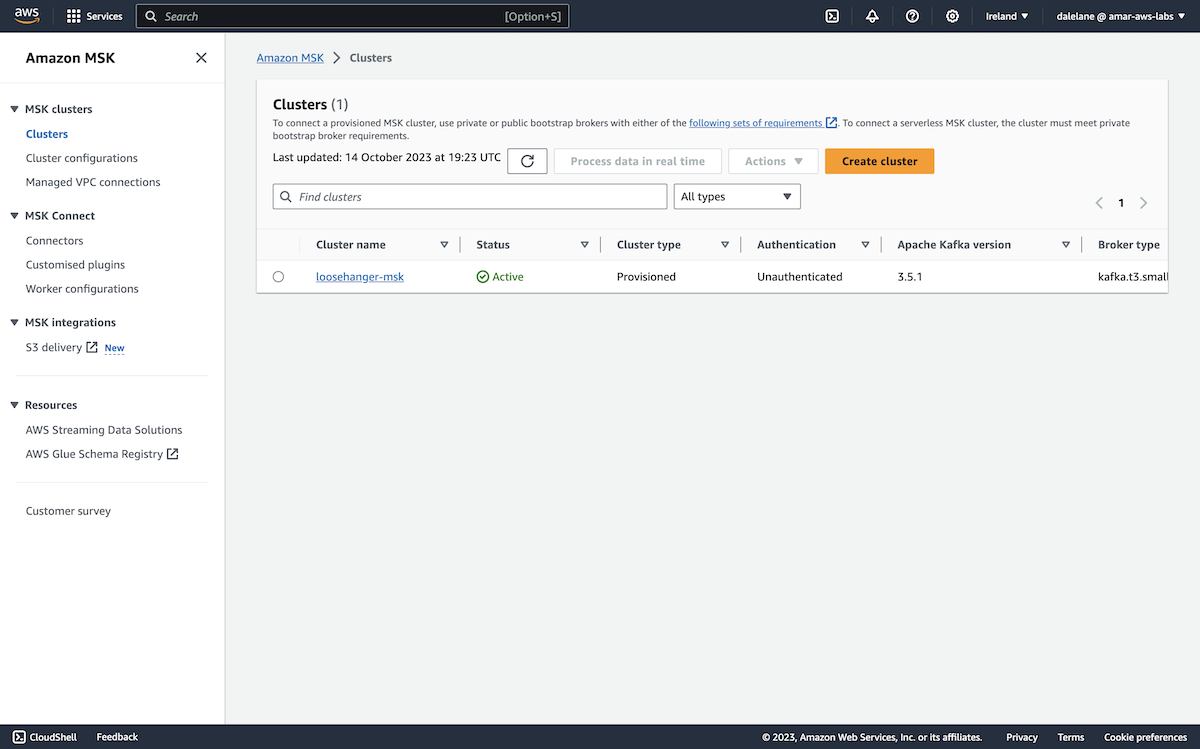 aws Services Search [Option+S] Ireland dalelane @ amar-aws-labs
Amazon MSK
MSK clusters
Clusters
Cluster configurations
Managed VPC connections
MSK Connect
Connectors
Customised plugins
Worker configurations
MSK integrations
S3 delivery New
Resources
AWS Streaming Data Solutions
AWS Glue Schema Registry
Customer survey
Amazon MSK Clusters
Clusters (1)
To connect a provisioned MSK cluster, use private or public bootstrap brokers with either of the following sets of requirements. To connect a serverless MSK cluster, the cluster must meet private
bootstrap broker requirements.
Last updated: 14 October 2023 at 19:23 UTC Process data in real time Actions Create cluster
Find clusters All types 1
Cluster name Status Cluster type Authentication Apache Kafka version Broker type
loosehanger-msk Active Provisioned Unauthenticated 3.5.1 kafka.t3.small
CloudShell Feedback © 2023, Amazon Web Services, Inc. or its affiliates. Privacy Terms Cookie preferences